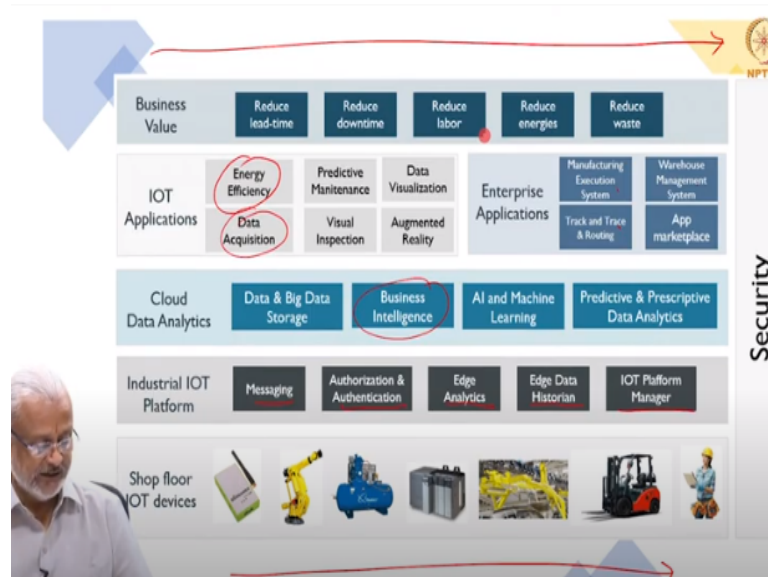 NPT
Business
Value
Reduce
lead-time
Reduce
downtime
Reduce
labor
Reduce
energies
Reduce
waste
IOT
Applications
Energy
Efficiency
Predictive
Manitenance
Data
Visualization
Data
Acquisition
Visual
Inspection
Augmented
Reality
Enterprise
Applications
Manufacturing
Execution
System
Warehouse
Management
System
Track and Trace
& Routing
App
marketplace
Cloud
Data Analytics
Data & Big Data
Storage
Business
Intelligence
AI and Machine
Learning
Predictive & Prescriptive
Data Analytics
Industrial IOT
Platform
Messaging
Authorization &
Authentication
Edge
Analytics
Edge Data
Historian
IOT Plafform
Manager
Shop floor
IOT devices
Security